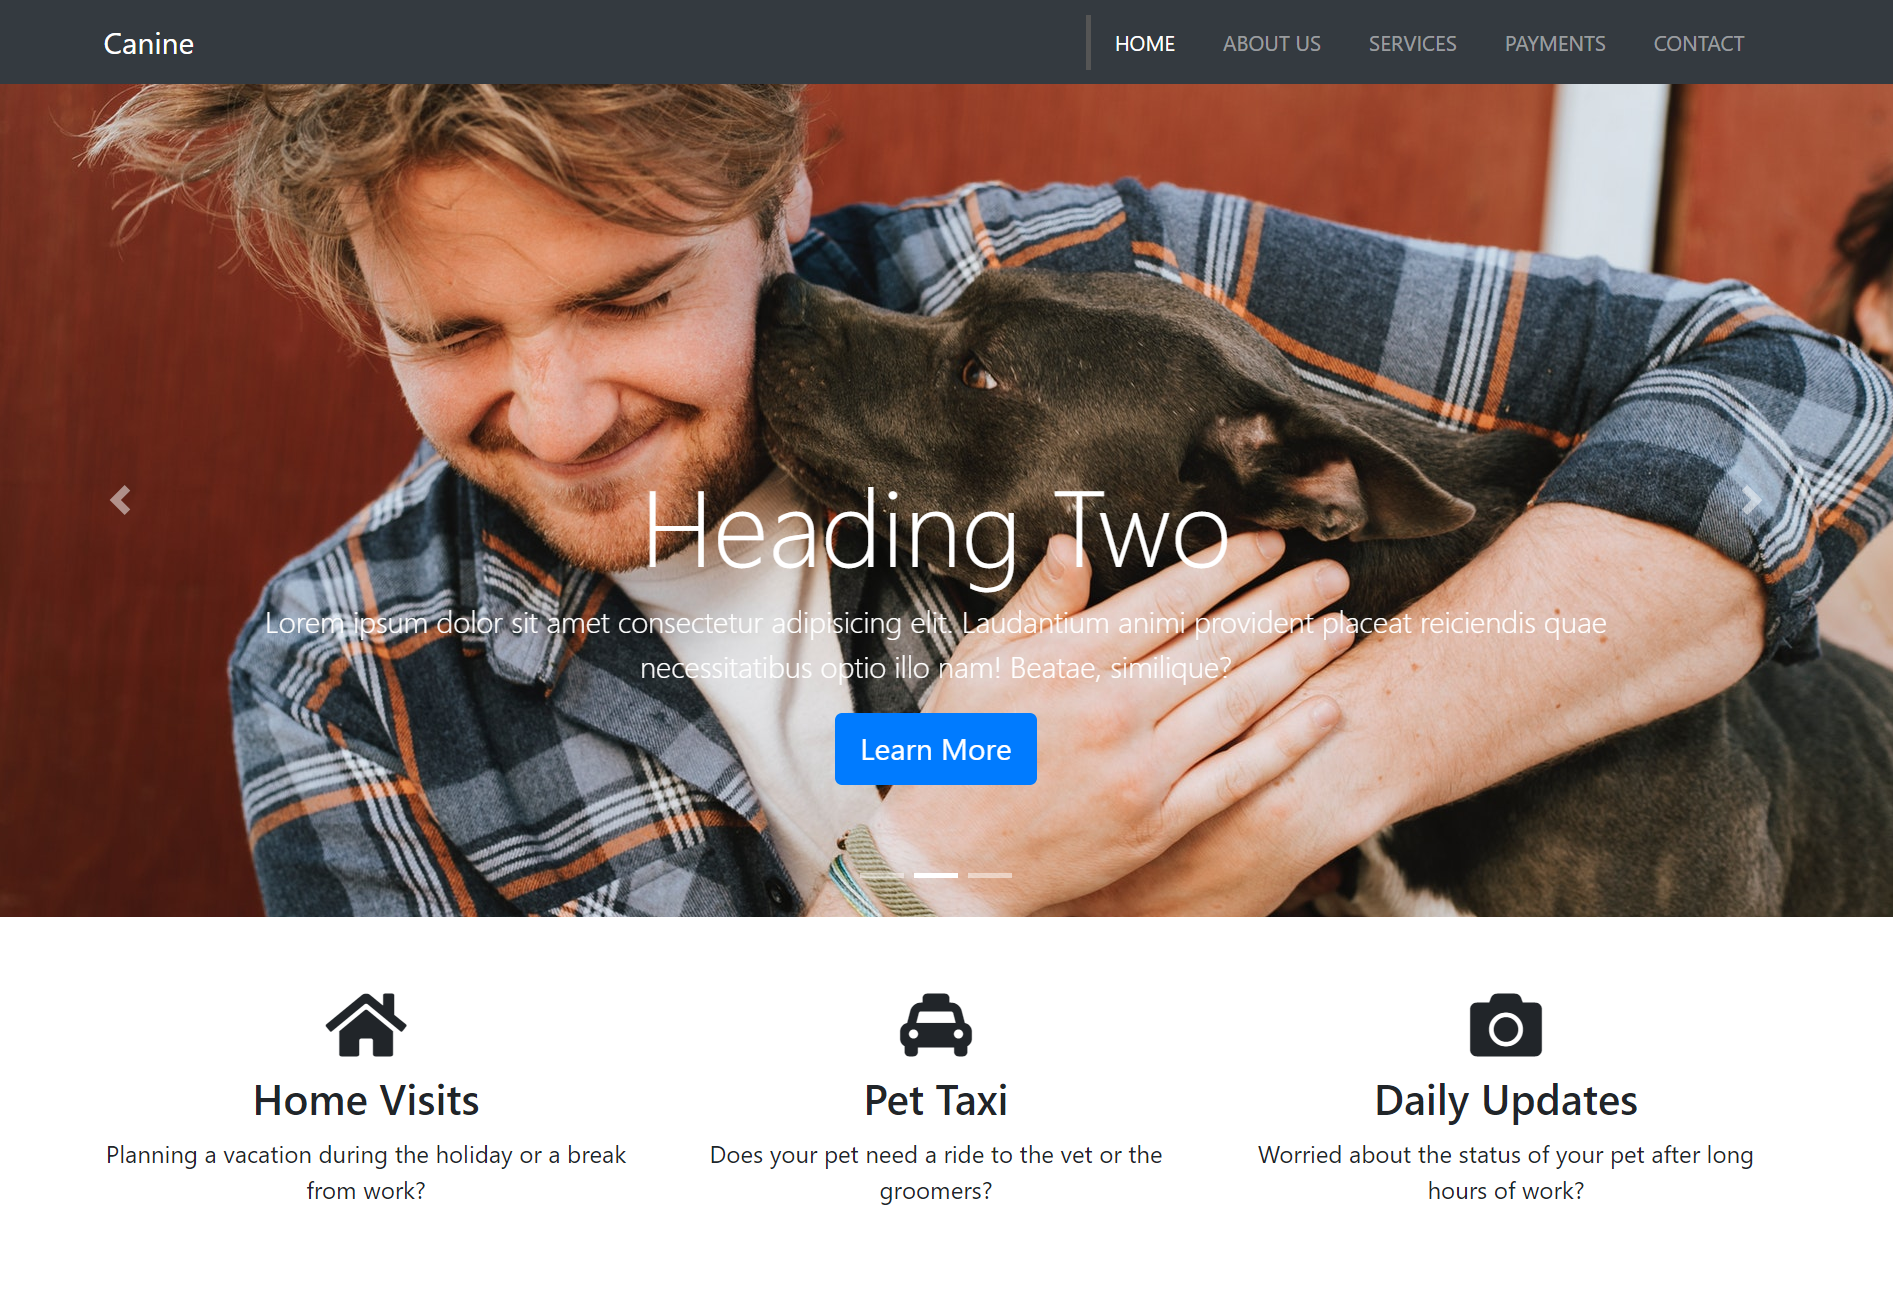 Canine
HOME ABOUT US SERVICES PAYMENTS CONTACT
Heading Two
Lorem ipsum dolor sit amet consectetur adipisicing elit. Laudantium animi provident placeat reiciendis quae
necessitatibus optio illo nam! Beatae, similique?
Learn More
Home Visits
Planning a vacation during the holiday or a break
from work?
Pet Taxi
Does your pet need a ride to the vet or the
groomers?
Daily Updates
Worried about the status of your pet after long
hours of work?